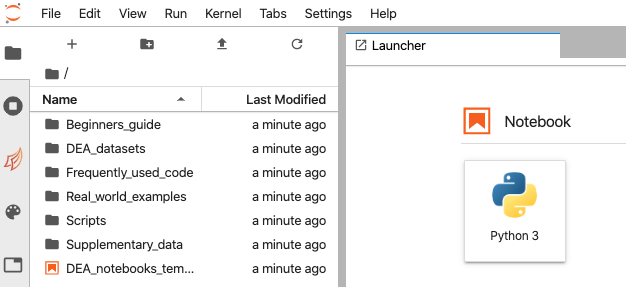 File Edit View Run Kernel Tabs Settings Help
Launcher
/
Name Last Modified
Beginners_guide a minute ago
DEA_datasets a minute ago
Frequently_used_code a minute ago
Real_world_examples a minute ago
Scripts a minute ago
Supplementary_data a minute ago
DEA_notebooks_tem... a minute ago
Notebook
Python 3